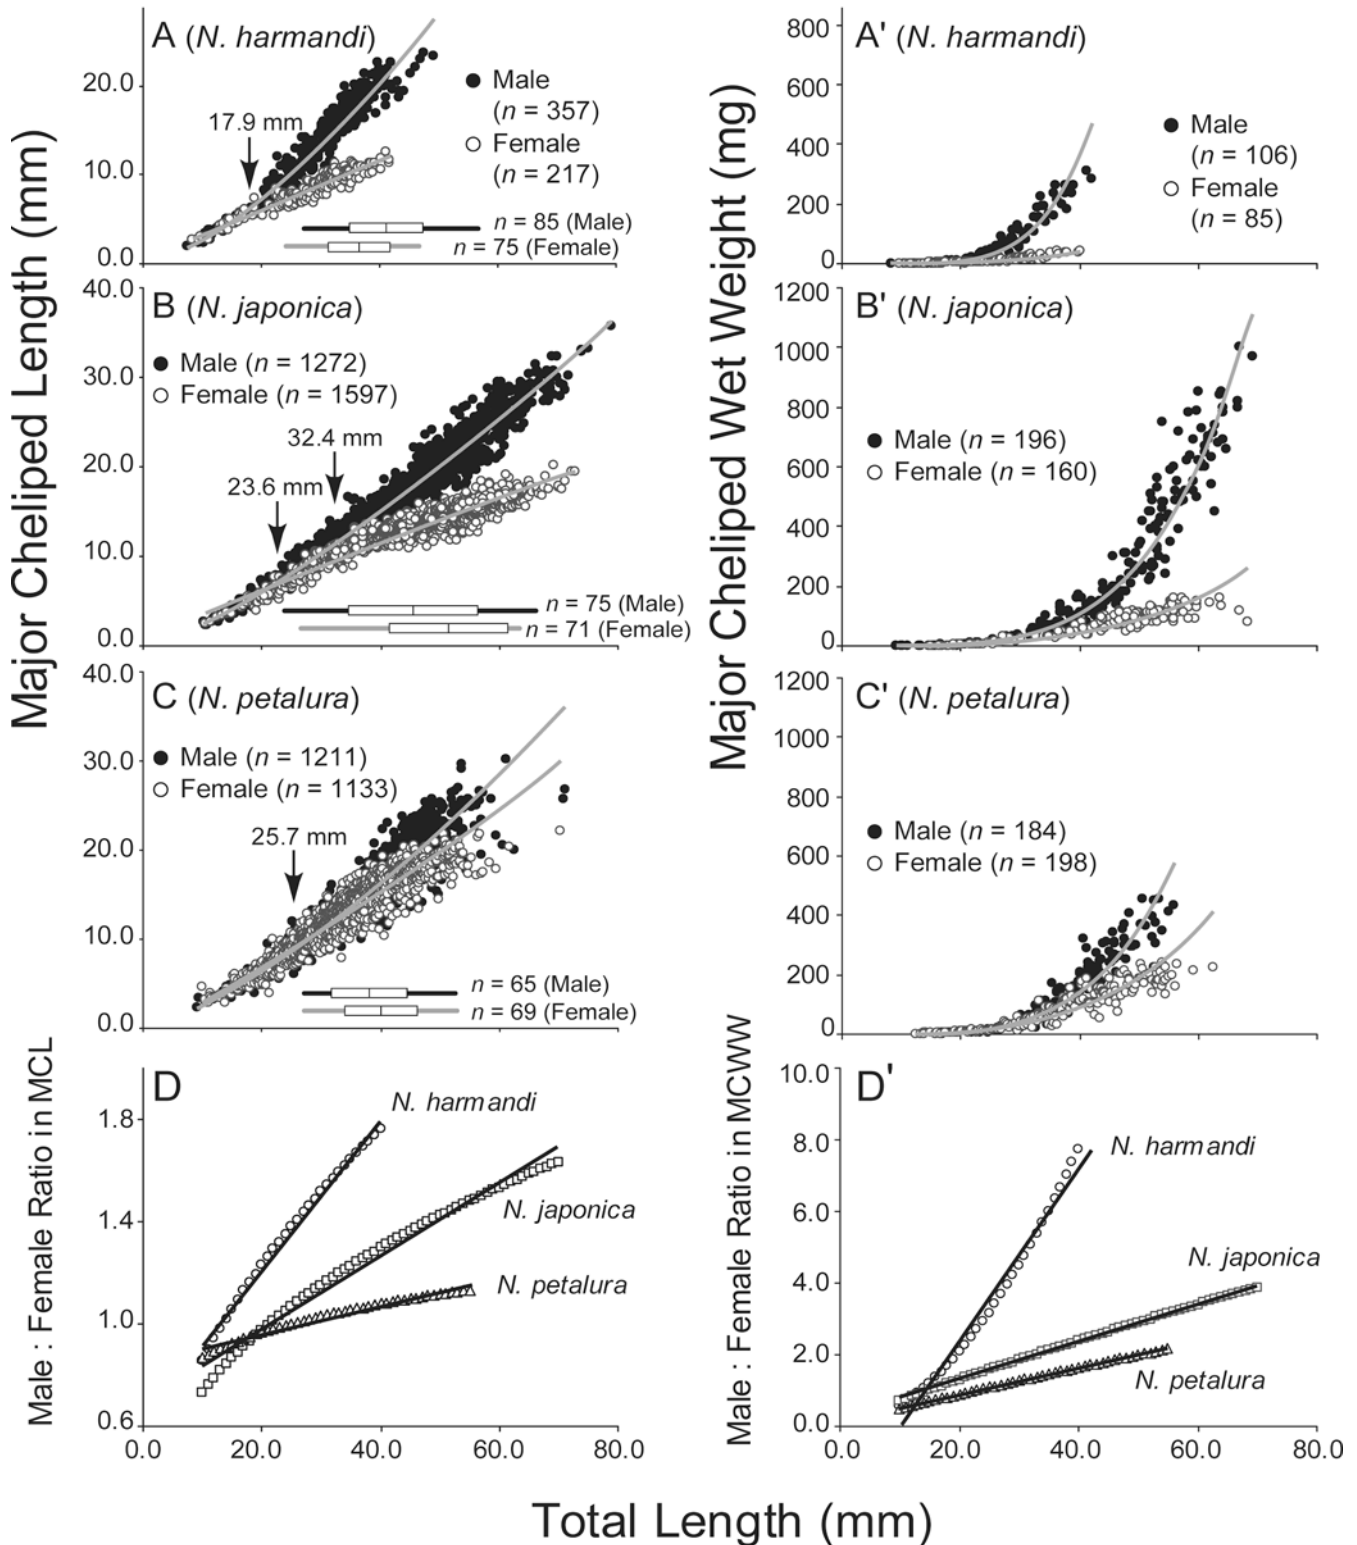 Major Cheliped Length (mm)
A (N. harmandi)
20.0
10.0
0.0
17.9 mm
Male
(n = 357)
Female
(n = 217)
n = 85 (Male)
n = 75 (Female)
B (N. japonica)
40.0
30.0
20.0
10.0
0.0
Male (n = 1272)
Female (n = 1597)
32.4 mm
23.6 mm
n = 75 (Male)
n = 71 (Female)
C (N. petalura)
40.0
30.0
20.0
10.0
0.0
Male (n = 1211)
Female (n = 1133)
25.7 mm
n = 65 (Male)
n = 69 (Female)
Male : Female Ratio in MCL
D
1.8
1.4
1.0
0.6
N. harmandi
N. japonica
N. petalura
0.0
20.0
40.0
60.0
80.0
Major Cheliped Wet Weight (mg)
A' (N. harmandi)
800
600
400
200
0
Male
(n = 106)
Female
(n = 85)
B' (N. japonica)
1200
1000
800
600
400
200
0
Male (n = 196)
Female (n = 160)
C' (N. petalura)
1200
1000
800
600
400
200
0
Male (n = 184)
Female (n = 198)
Male : Female Ratio in MCWW
D'
10.0
8.0
6.0
4.0
2.0
0.0
N. harmandi
N. japonica
N. petalura
0.0
20.0
40.0
60.0
80.0
Total Length (mm)